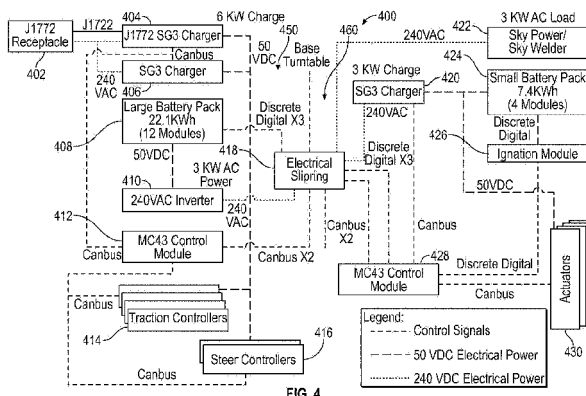 J1772
Receptacle
402
J1722
404
J1772 SG3 Charger
Canbus
6 KW Charge
240
VAC
SG3 Charger
406
Large Battery Pack
22.1KWh
(12 Modules)
408
50VDC
410
3 KW AC
Power
240VAC Inverter
240
VAC
412
MC43 Control
Module
Canbus
Canbus X2
Canbus
Traction Controllers
414
Canbus
Steer Controllers
416
50
VDC
450
Base
Turntable
460
400
240VAC
Discrete
Digital X3
418
Electrical
Slipring
3 KW Charge
SG3 Charger
420
240VAC
Discrete
Digital X3
Canbus
X2
Canbus
MC43 Control
Module
428
3 KW AC Load
422
Sky Power/
Sky Welder
424
Small Battery Pack
7.4KWh
(4 Modules)
Discrete
Digital
426
Ignation Module
50VDC
Discrete Digital
Canbus
Actuators
430
Legend:
Control Signals
50 VDC Electrical Power
240 VDC Electrical Power
FIG. 4